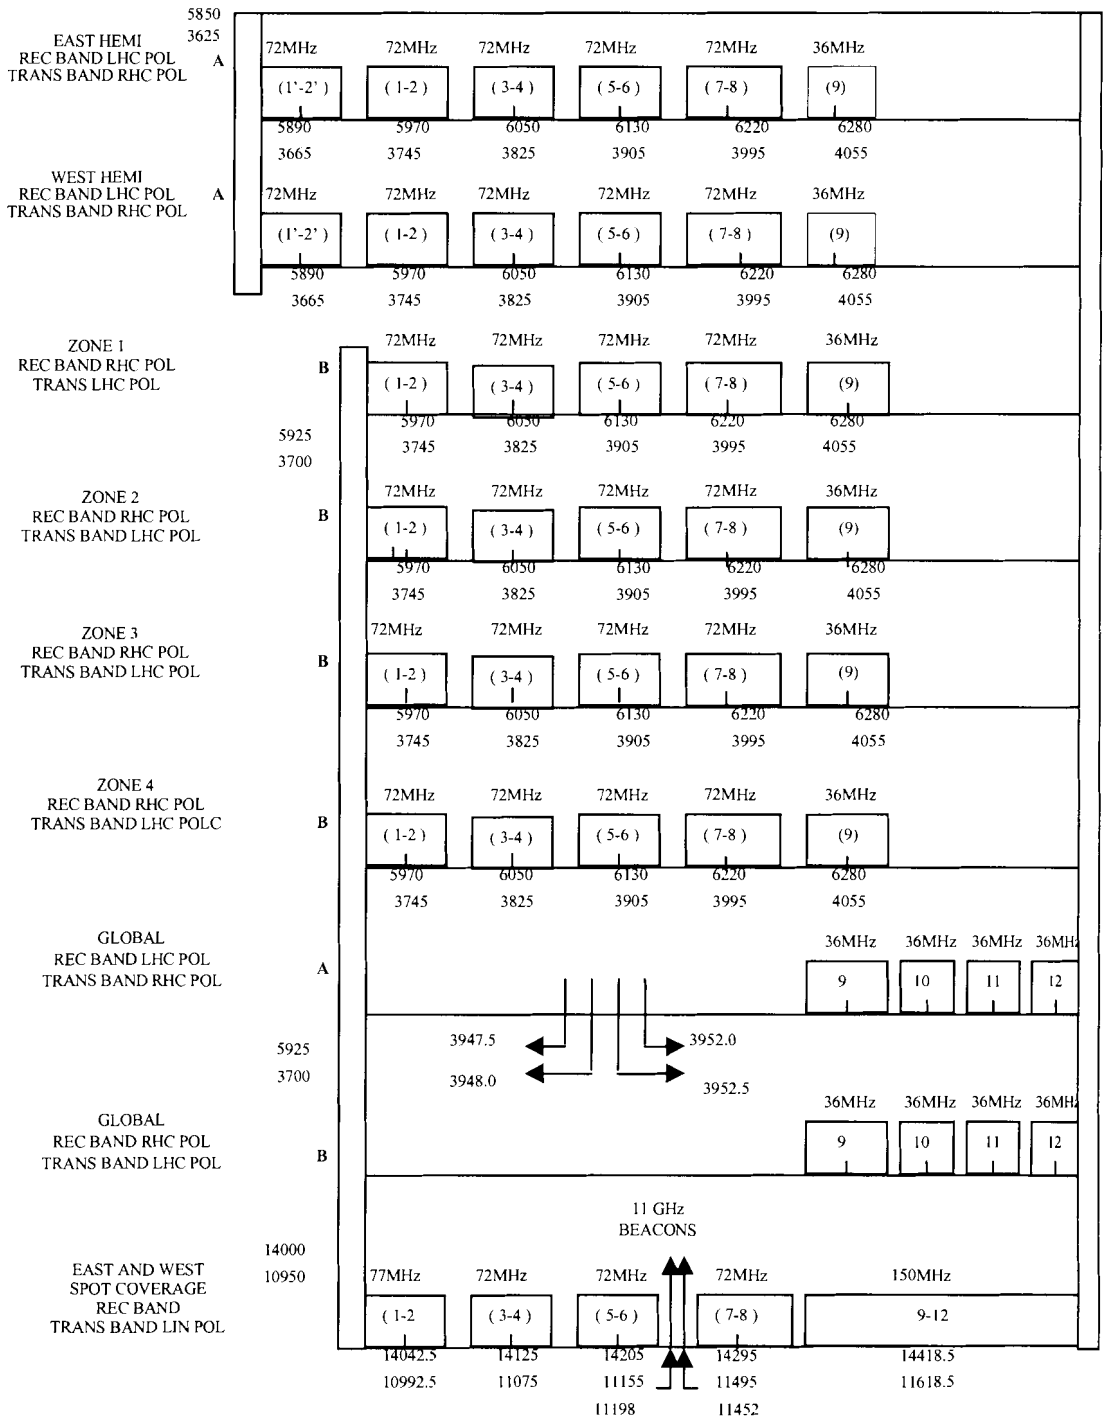 5850
3625
EAST HEMI
REC BAND LHC POL
TRANS BAND RHC POL
A
72MHz 72MHz 72MHz 72MHz 72MHz 36MHz
(1'-2') (1-2) (3-4) (5-6) (7-8) (9)
5890 5970 6050 6130 6220 6280
3665 3745 3825 3905 3995 4055
WEST HEMI
REC BAND LHC POL
TRANS BAND RHC POL
A
72MHz 72MHz 72MHz 72MHz 72MHz 36MHz
(1'-2') (1-2) (3-4) (5-6) (7-8) (9)
5890 5970 6050 6130 6220 6280
3665 3745 3825 3905 3995 4055
ZONE 1
REC BAND RHC POL
TRANS LHC POL
B
72MHz 72MHz 72MHz 72MHz 36MHz
(1-2) (3-4) (5-6) (7-8) (9)
5970 6050 6130 6220 6280
3745 3825 3905 3995 4055
5925
3700
ZONE 2
REC BAND RHC POL
TRANS BAND LHC POL
B
72MHz 72MHz 72MHz 72MHz 36MHz
(1-2) (3-4) (5-6) (7-8) (9)
5970 6050 6130 6220 6280
3745 3825 3905 3995 4055
ZONE 3
REC BAND RHC POL
TRANS BAND LHC POL
B
72MHz 72MHz 72MHz 72MHz 36MHz
(1-2) (3-4) (5-6) (7-8) (9)
5970 6050 6130 6220 6280
3745 3825 3905 3995 4055
ZONE 4
REC BAND RHC POL
TRANS BAND LHC POLC
B
72MHz 72MHz 72MHz 72MHz 36MHz
(1-2) (3-4) (5-6) (7-8) (9)
5970 6050 6130 6220 6280
3745 3825 3905 3995 4055
GLOBAL
REC BAND LHC POL
TRANS BAND RHC POL
A
36MHz 36MHz 36MHz 36MHz
9 10 11 12
5925
3700
3947.5 3952.0
3948.0 3952.5
GLOBAL
REC BAND RHC POL
TRANS BAND LHC POL
B
36MHz 36MHz 36MHz 36MHz
9 10 11 12
11 GHz
BEACONS
14000
10950
EAST AND WEST
SPOT COVERAGE
REC BAND
TRANS BAND LIN POL
77MHz 72MHz 72MHz 72MHz 150MHz
(1-2 (3-4) (5-6) (7-8) 9-12
14042.5 14125 14205 14295 14418.5
10992.5 11075 11155 11495 11618.5
11198 11452